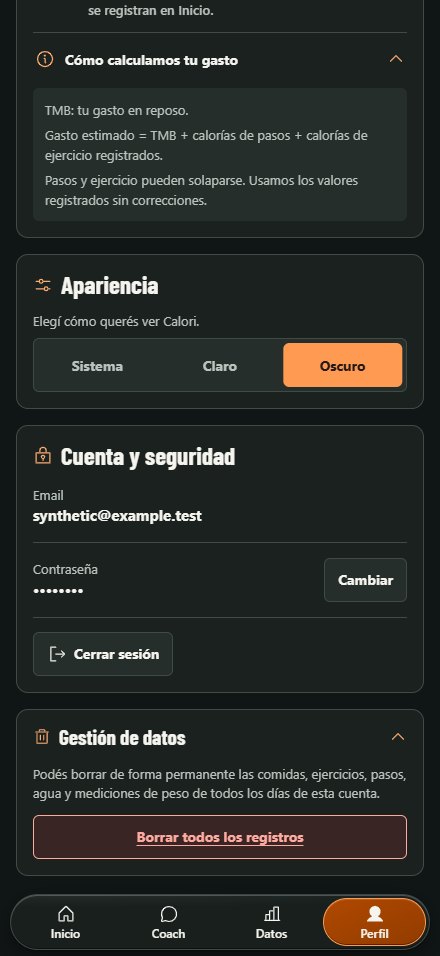 se registran en Inicio.
Cómo calculamos tu gasto
TMB: tu gasto en reposo.
Gasto estimado = TMB + calorías de pasos + calorías de
ejercicio registrados.
Pasos y ejercicio pueden solaparse. Usamos los valores
registrados sin correcciones.
Apariencia
Elegí cómo querés ver Calori.
Sistema Claro Oscuro
Cuenta y seguridad
Email
synthetic@example.test
Contraseña
••••••••
Cambiar
Cerrar sesión
Gestión de datos
Podés borrar de forma permanente las comidas, ejercicios, pasos,
agua y mediciones de peso de todos los días de esta cuenta.
Borrar todos los registros
Inicio Coach Datos Perfil